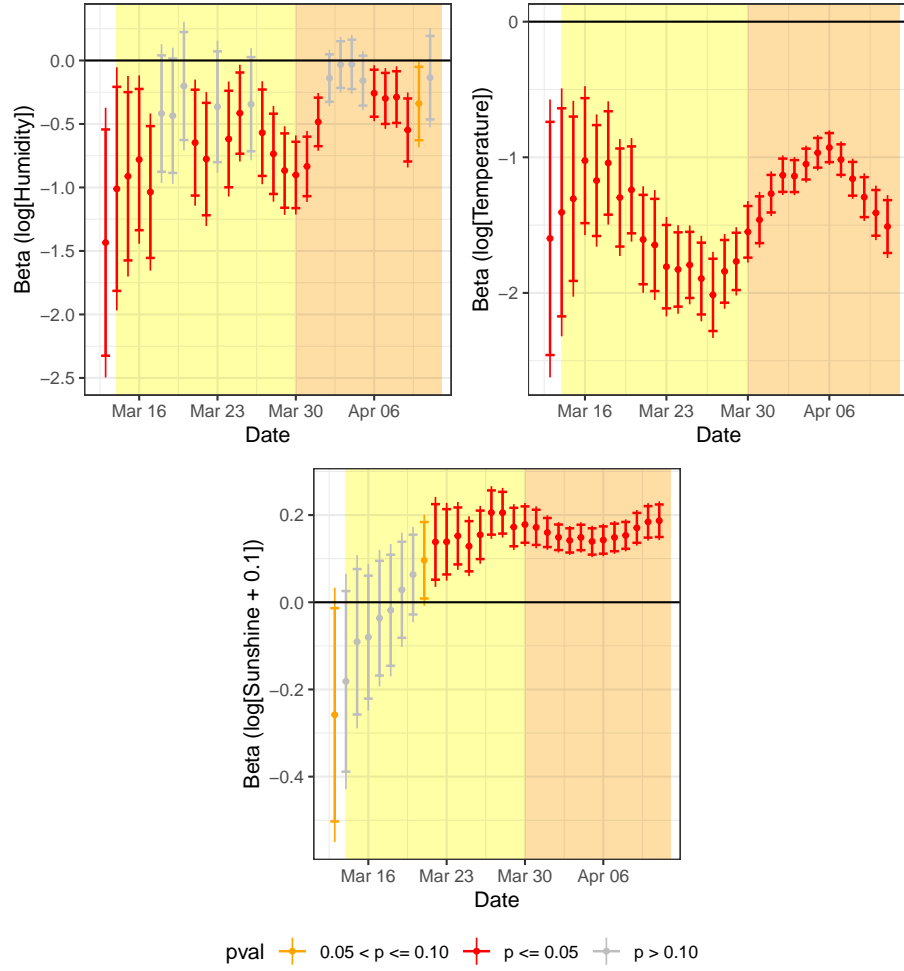 0.0
−0.5
−1.0
−1.5
−2.0
−2.5
Beta (log[Humidity])
Mar 16 Mar 23 Mar 30 Apr 06
Date
0
−1
−2
Beta (log[Temperature])
Mar 16 Mar 23 Mar 30 Apr 06
Date
0.2
0.0
−0.2
−0.4
Beta (log[Sunshine + 0.1])
Mar 16 Mar 23 Mar 30 Apr 06
Date
pval 0.05 < p <= 0.10 p <= 0.05 p > 0.10